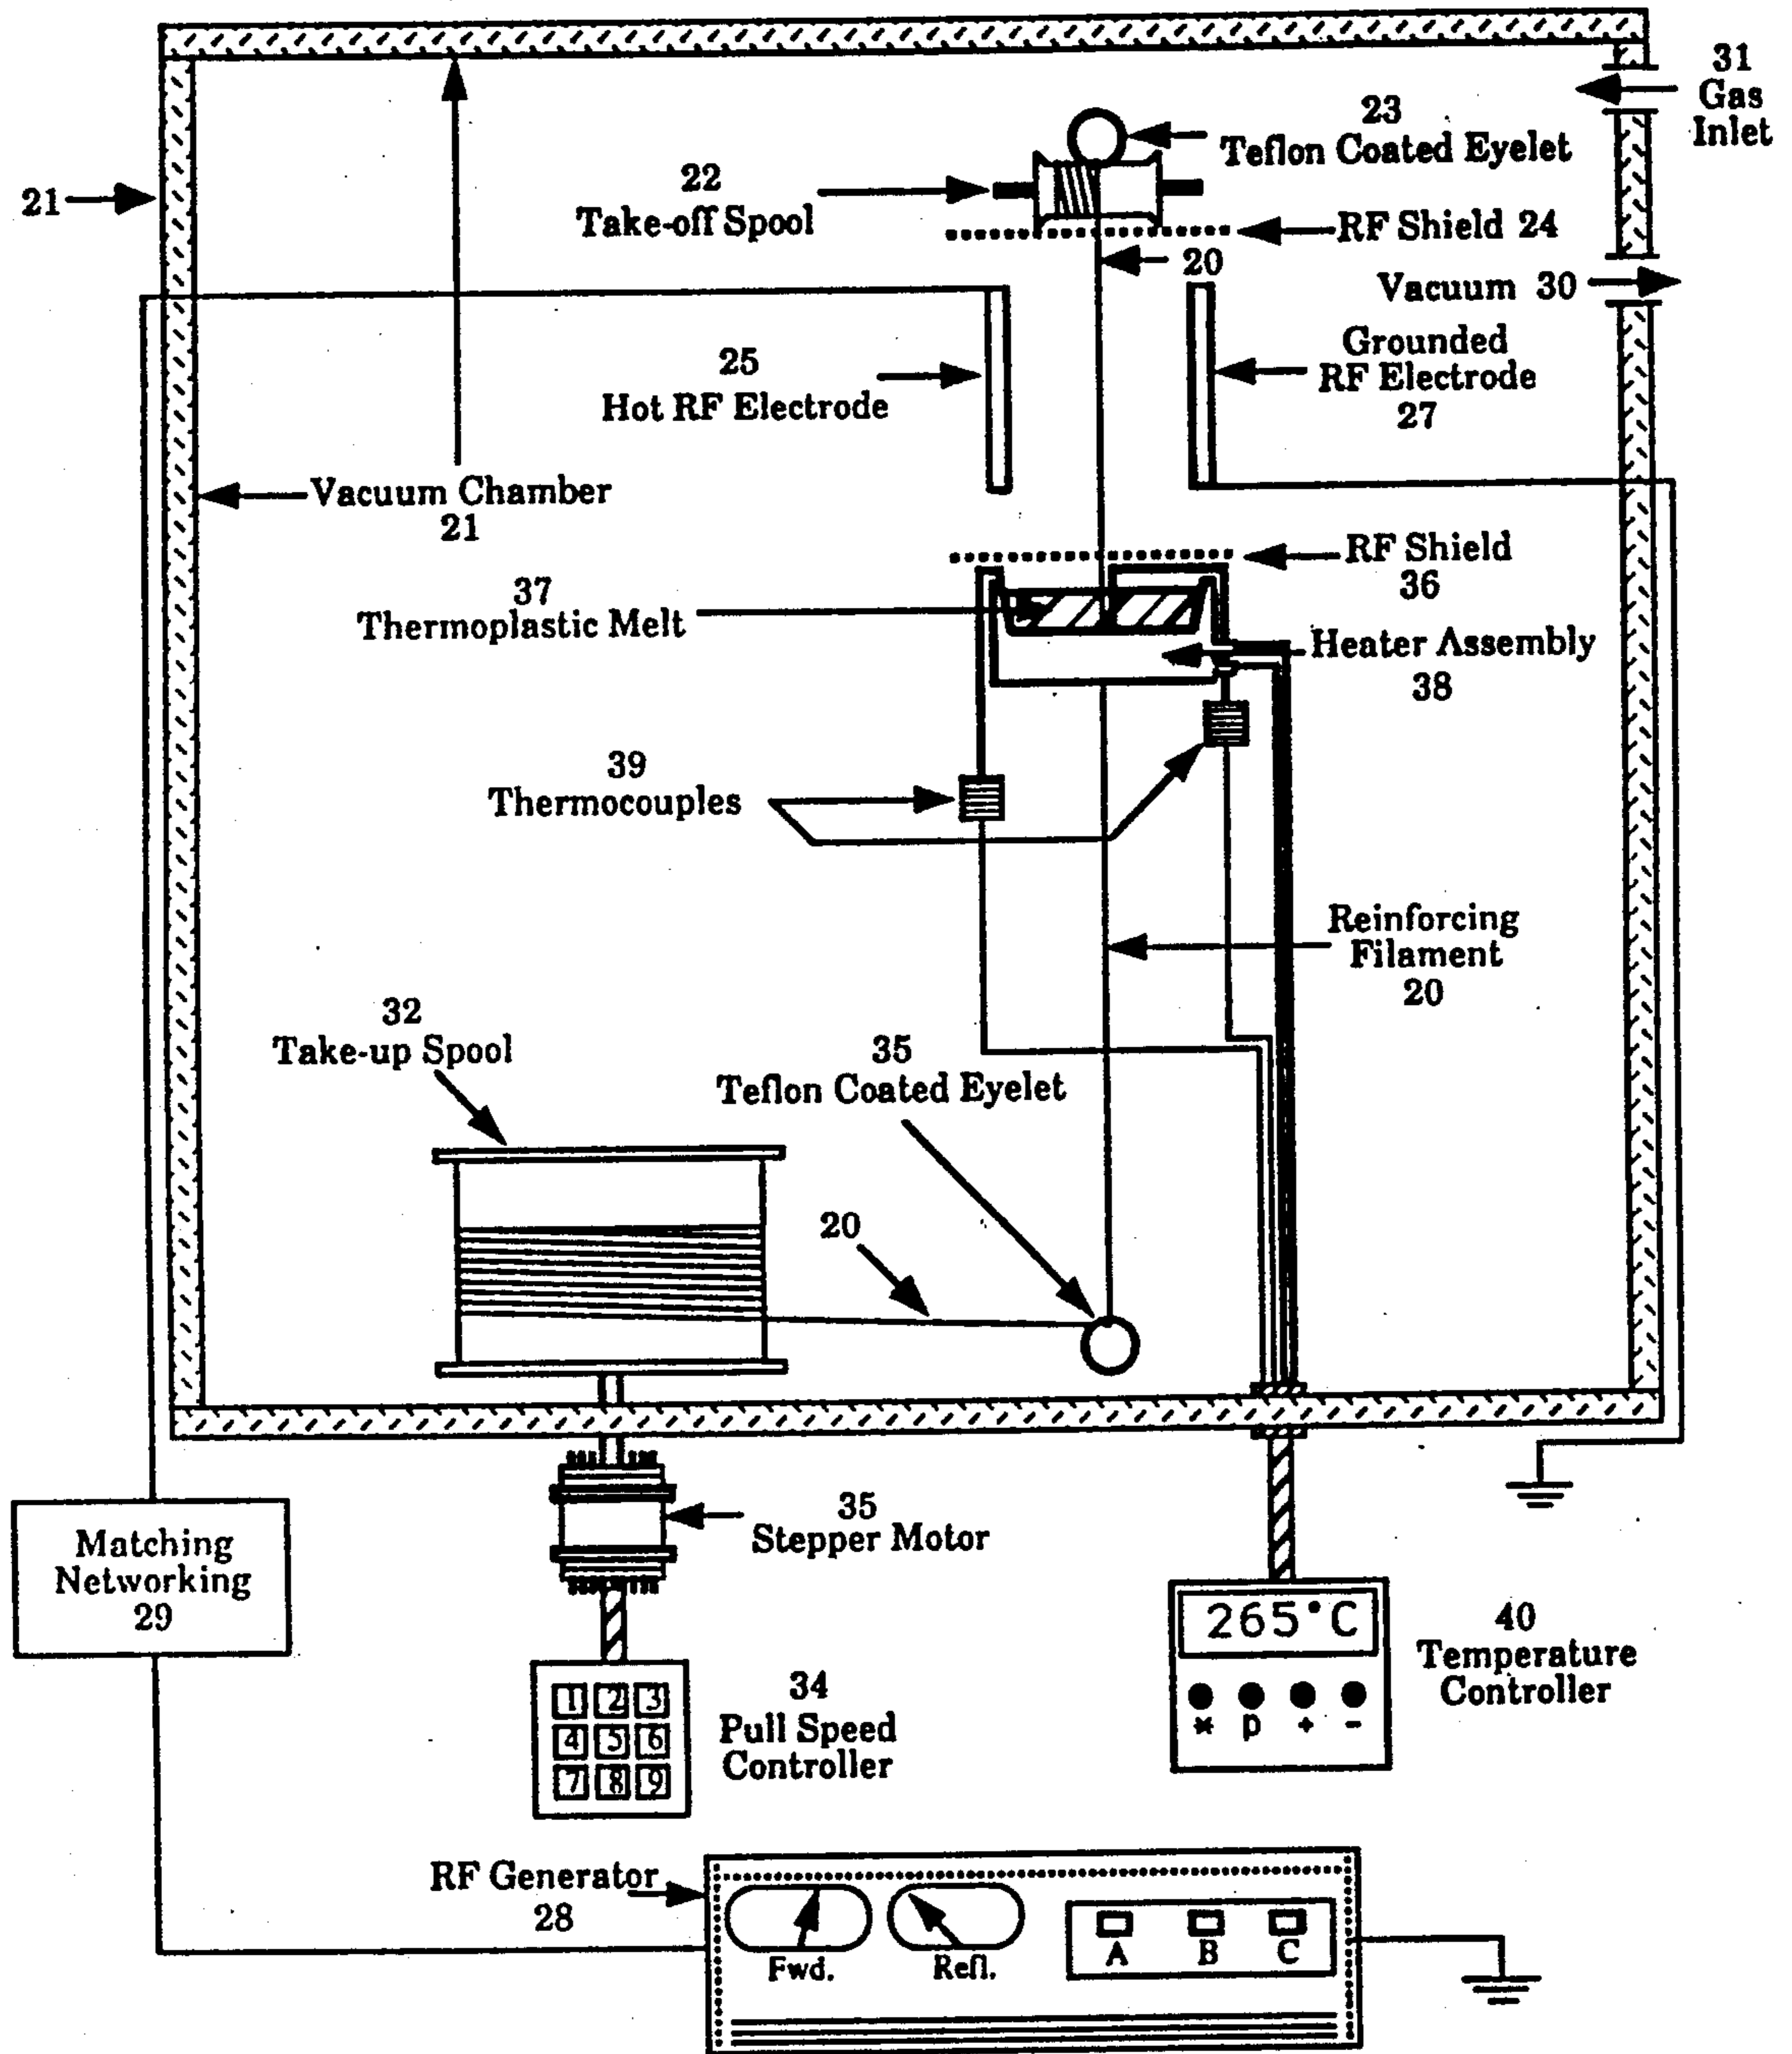 31
Gas
Inlet
23
Teflon Coated Eyelet
22
Take-off Spool
21
RF Shield 24
20
Vacuum 30
Grounded
RF Electrode
27
25
Hot RF Electrode
Vacuum Chamber
21
RF Shield
36
37
Thermoplastic Melt
Heater Assembly
38
39
Thermocouples
Reinforcing
Filament
20
32
Take-up Spool
35
Teflon Coated Eyelet
20
35
Stepper Motor
Matching
Networking
29
265°C
* p + -
40
Temperature
Controller
1 2 3
4 5 6
7 8 9
34
Pull Speed
Controller
RF Generator
28
Fwd.
Refl.
A B C